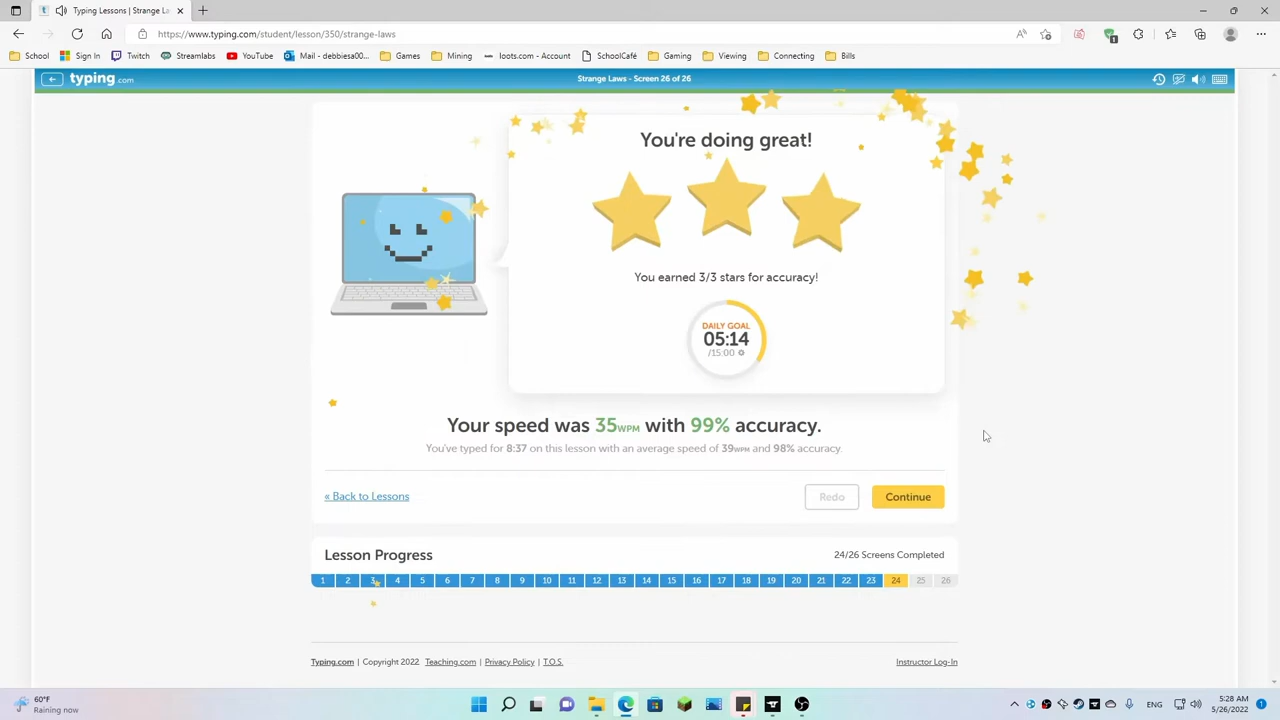 Typing Lessons | Strange Law
https://www.typing.com/student/lesson/350/strange-laws
School
Sign In
Twitch
Streamlabs
YouTube
Mail - debbiesa00...
Games
Mining
loots.com - Account
SchoolCafé
Gaming
Viewing
Connecting
Bills
typing.com
Strange Laws - Screen 26 of 26
You're doing great!
You earned 3/3 stars for accuracy!
DAILY GOAL
05:14
/15:00
Your speed was 35WPM with 99% accuracy.
You've typed for 8:37 on this lesson with an average speed of 39WPM and 98% accuracy.
« Back to Lessons
Redo
Continue
Lesson Progress
24/26 Screens Completed
1 2 3 4 5 6 7 8 9 10 11 12 13 14 15 16 17 18 19 20 21 22 23 24 25 26
Typing.com | Copyright 2022 Teaching.com | Privacy Policy | T.O.S.
Instructor Log-In
60°F
Raining now
ENG
5:28 AM
5/26/2022
1